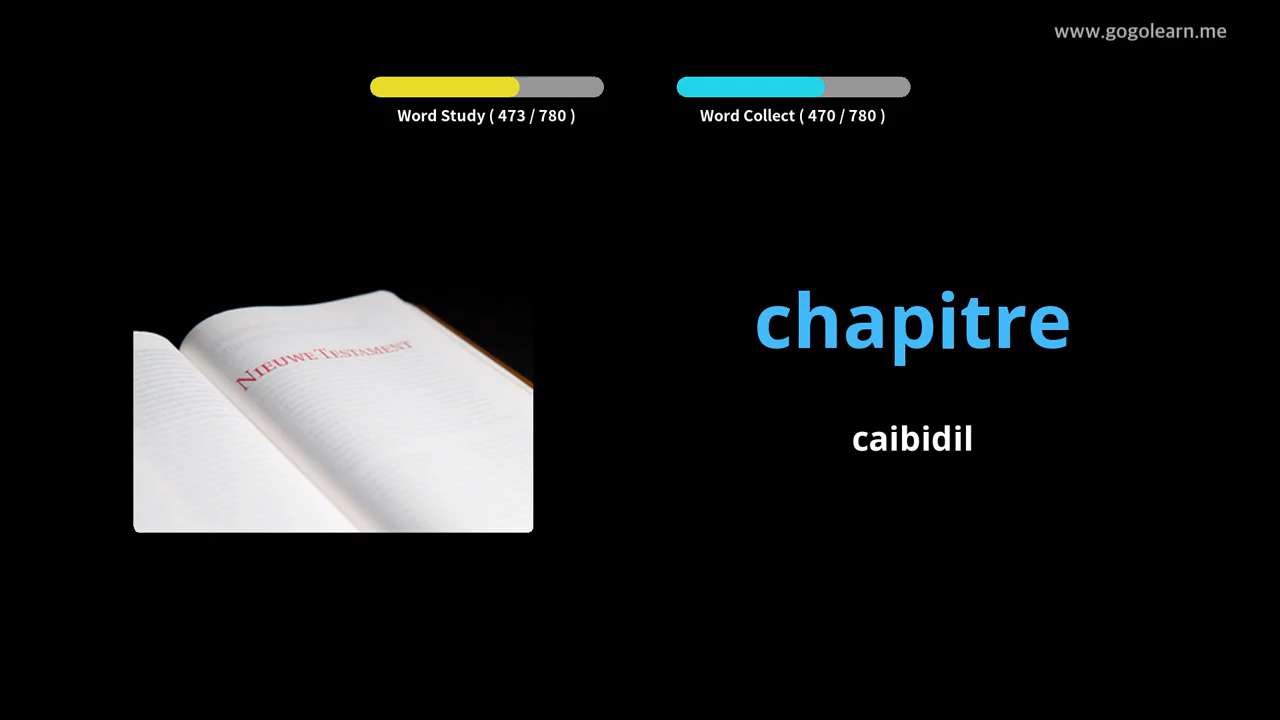 www.gogolearn.me
Word Study ( 473 / 780 )
Word Collect ( 470 / 780 )
NIEUWE TESTAMENT
chapitre
caibidil